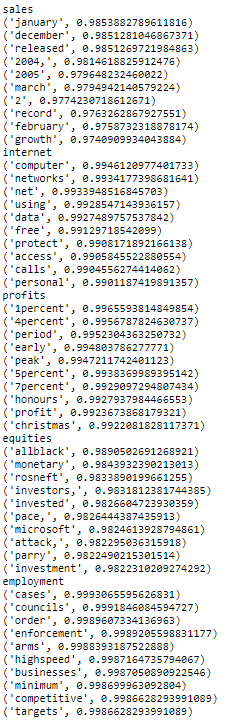 sales
('january', 0.9853882789611816)
('december', 0.9851281046867371)
('released', 0.9851269721984863)
('2004,', 0.9814618825912476)
('2005', 0.979648232460022)
('march', 0.9794942140579224)
('2', 0.9774230718612671)
('record', 0.9763262867927551)
('february', 0.9758732318878174)
('growth', 0.9740909934043884)
internet
('computer', 0.9946120977401733)
('networks', 0.9934177398681641)
('net', 0.9933948516845703)
('using', 0.9928547143936157)
('data', 0.9927489757537842)
('free', 0.99129718542099)
('protect', 0.9908171892166138)
('access', 0.9905845522880554)
('calls', 0.9904556274414062)
('personal', 0.9901187419891357)
profits
('1percent', 0.9965593814849854)
('4percent', 0.9956787824630737)
('period', 0.9952304363250732)
('early', 0.994803786277771)
('peak', 0.9947211742401123)
('5percent', 0.9938369989395142)
('7percent', 0.9929097294807434)
('honours', 0.9927937984466553)
('profit', 0.9923673868179321)
('christmas', 0.9922081828117371)
equities
('allblack', 0.9890502691268921)
('monetary', 0.9843932390213013)
('rosneft', 0.9833890199661255)
('investors,', 0.9831812381744385)
('invested', 0.9826604723930359)
('pace,', 0.9826444387435913)
('microsoft', 0.9824613928794861)
('attack,', 0.982295036315918)
('parry', 0.9822490215301514)
('investment', 0.9822310209274292)
employment
('cases', 0.9993065595626831)
('councils', 0.9991846084594727)
('order', 0.9989607334136963)
('enforcement', 0.9989205598831177)
('arms', 0.9988393187522888)
('highspeed', 0.9987164735794067)
('businesses', 0.9987050890922546)
('minimum', 0.998699963092804)
('competitive', 0.9986628293991089)
('targets', 0.9986628293991089)